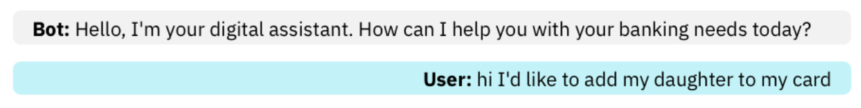 Bot: Hello, I'm your digital assistant. How can I help you with your banking needs today?
User: hi I'd like to add my daughter to my card